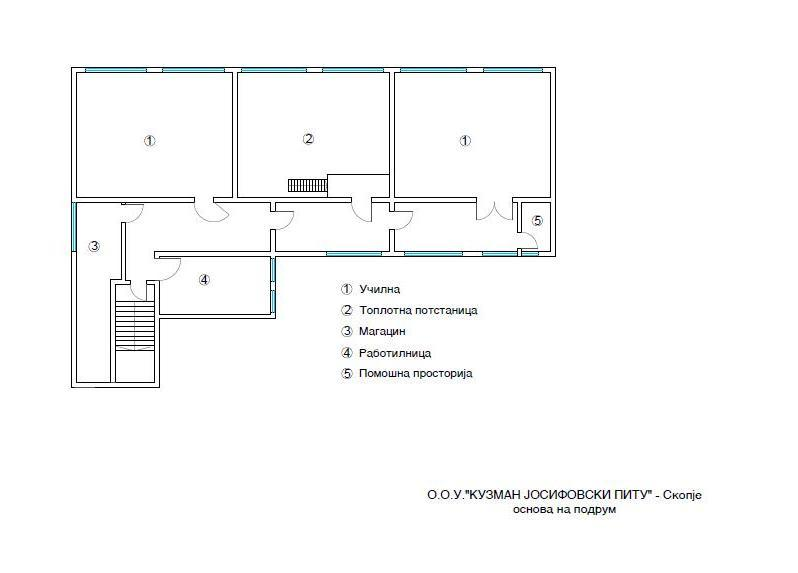 1
2
1
3
4
5
1 Училна
2 Топлотна потстаница
3 Магацин
4 Работилница
5 Помошна просторија
О.О.У."КУЗМАН ЈОСИФОВСКИ ПИТУ" - Скопје
основа на подрум